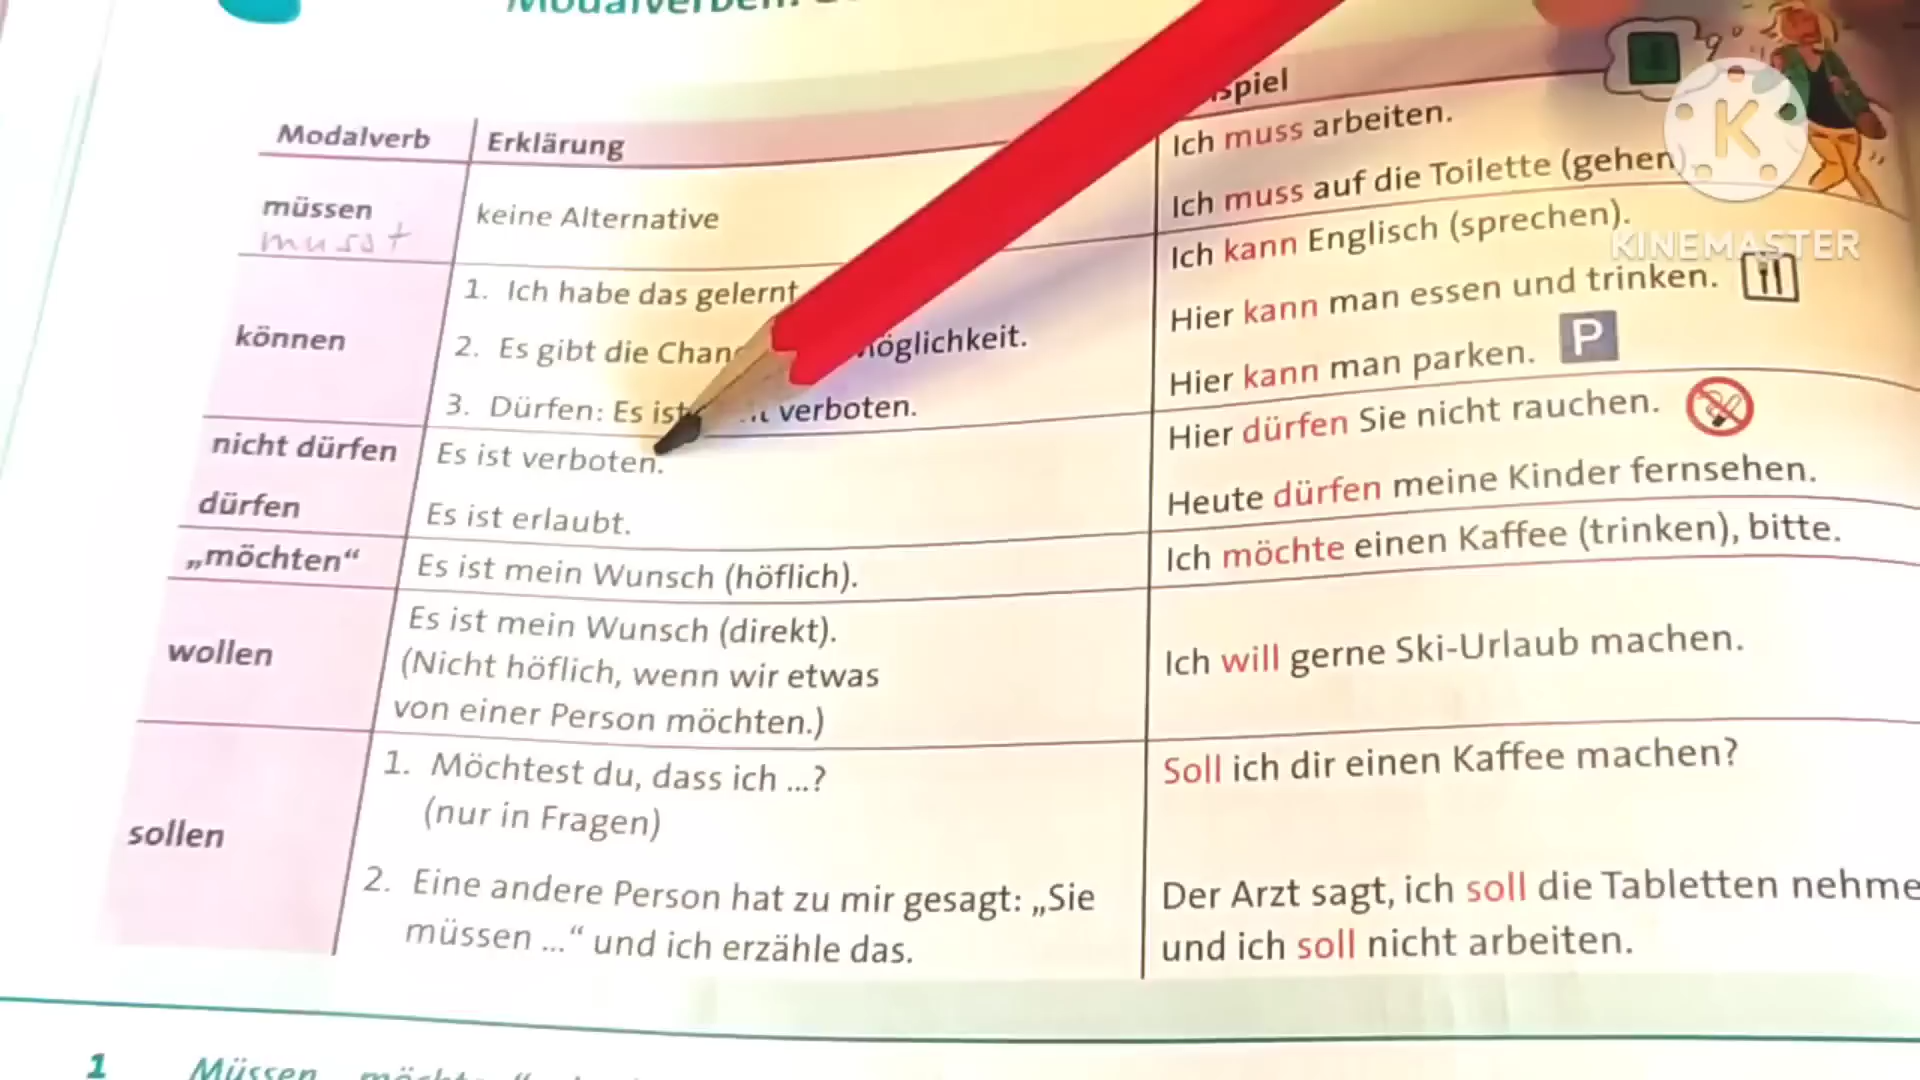 Modalverben:
Modalverb Erklärung
müssen keine Alternative Ich muss arbeiten.
musst Ich muss auf die Toilette (gehen)
können 1. Ich habe das gelernt Ich kann Englisch (sprechen).
2. Es gibt die Möglichkeit. Hier kann man essen und trinken.
3. Dürfen: Es ist verboten. Hier kann man parken. P
nicht dürfen Es ist verboten. Hier dürfen Sie nicht rauchen.
dürfen Es ist erlaubt. Heute dürfen meine Kinder fernsehen.
„möchten“ Es ist mein Wunsch (höflich). Ich möchte einen Kaffee (trinken), bitte.
wollen Es ist mein Wunsch (direkt). Ich will gerne Ski-Urlaub machen.
(Nicht höflich, wenn wir etwas
von einer Person möchten.)
sollen 1. Möchtest du, dass ich ...? Soll ich dir einen Kaffee machen?
(nur in Fragen)
2. Eine andere Person hat zu mir gesagt: „Sie Der Arzt sagt, ich soll die Tabletten nehme
müssen ...“ und ich erzähle das. und ich soll nicht arbeiten.
1 Müssen
K
KINEMASTER